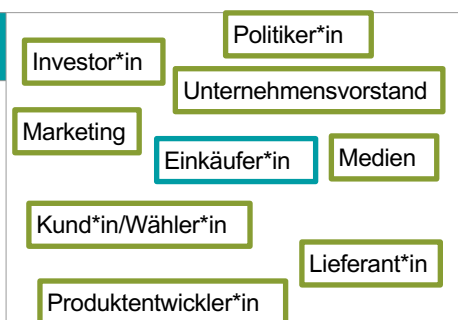 Politiker*in
Investor*in
Unternehmensvorstand
Marketing
Einkäufer*in
Medien
Kund*in/Wähler*in
Lieferant*in
Produktentwickler*in